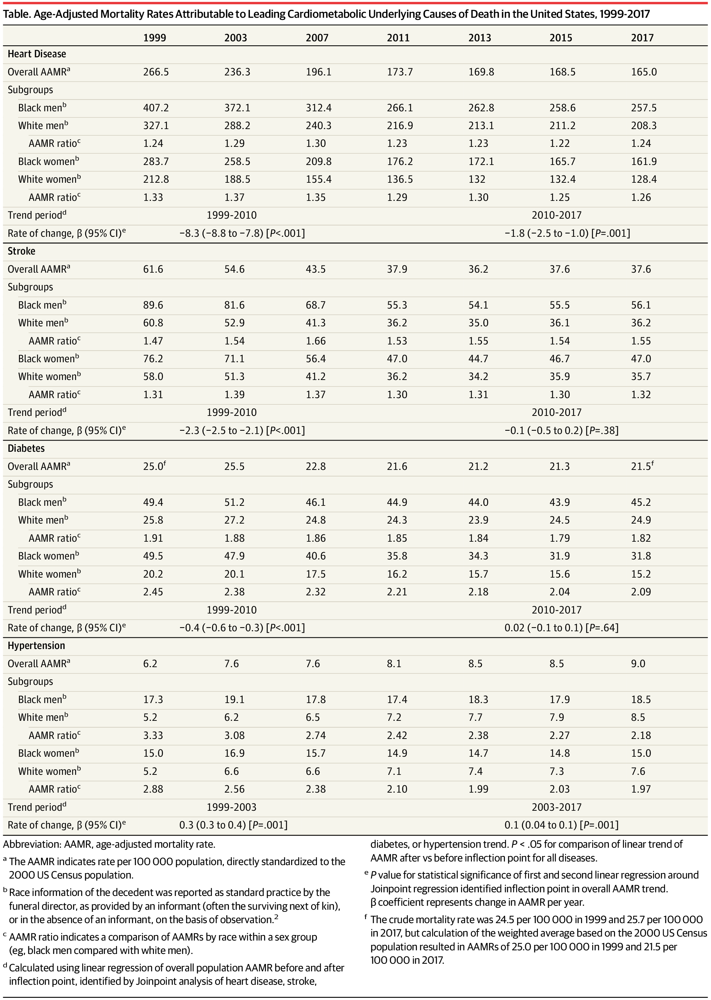 Table. Age-Adjusted Mortality Rates Attributable to Leading Cardiometabolic Underlying Causes of Death in the United States, 1999-2017
1999 2003 2007 2011 2013 2015 2017
Heart Disease
Overall AAMRᵃ 266.5 236.3 196.1 173.7 169.8 168.5 165.0
Subgroups
Black menᵇ 407.2 372.1 312.4 266.1 262.8 258.6 257.5
White menᵇ 327.1 288.2 240.3 216.9 213.1 211.2 208.3
AAMR ratioᶜ 1.24 1.29 1.30 1.23 1.23 1.22 1.24
Black womenᵇ 283.7 258.5 209.8 176.2 172.1 165.7 161.9
White womenᵇ 212.8 188.5 155.4 136.5 132 132.4 128.4
AAMR ratioᶜ 1.33 1.37 1.35 1.29 1.30 1.25 1.26
Trend periodᵈ 1999-2010 2010-2017
Rate of change, β (95% CI)ᵉ −8.3 (−8.8 to −7.8) [P<.001] −1.8 (−2.5 to −1.0) [P=.001]
Stroke
Overall AAMRᵃ 61.6 54.6 43.5 37.9 36.2 37.6 37.6
Subgroups
Black menᵇ 89.6 81.6 68.7 55.3 54.1 55.5 56.1
White menᵇ 60.8 52.9 41.3 36.2 35.0 36.1 36.2
AAMR ratioᶜ 1.47 1.54 1.66 1.53 1.55 1.54 1.55
Black womenᵇ 76.2 71.1 56.4 47.0 44.7 46.7 47.0
White womenᵇ 58.0 51.3 41.2 36.2 34.2 35.9 35.7
AAMR ratioᶜ 1.31 1.39 1.37 1.30 1.31 1.30 1.32
Trend periodᵈ 1999-2010 2010-2017
Rate of change, β (95% CI)ᵉ −2.3 (−2.5 to −2.1) [P<.001] −0.1 (−0.5 to 0.2) [P=.38]
Diabetes
Overall AAMRᵃ 25.0ᶠ 25.5 22.8 21.6 21.2 21.3 21.5ᶠ
Subgroups
Black menᵇ 49.4 51.2 46.1 44.9 44.0 43.9 45.2
White menᵇ 25.8 27.2 24.8 24.3 23.9 24.5 24.9
AAMR ratioᶜ 1.91 1.88 1.86 1.85 1.84 1.79 1.82
Black womenᵇ 49.5 47.9 40.6 35.8 34.3 31.9 31.8
White womenᵇ 20.2 20.1 17.5 16.2 15.7 15.6 15.2
AAMR ratioᶜ 2.45 2.38 2.32 2.21 2.18 2.04 2.09
Trend periodᵈ 1999-2010 2010-2017
Rate of change, β (95% CI)ᵉ −0.4 (−0.6 to −0.3) [P<.001] 0.02 (−0.1 to 0.1) [P=.64]
Hypertension
Overall AAMRᵃ 6.2 7.6 7.6 8.1 8.5 8.5 9.0
Subgroups
Black menᵇ 17.3 19.1 17.8 17.4 18.3 17.9 18.5
White menᵇ 5.2 6.2 6.5 7.2 7.7 7.9 8.5
AAMR ratioᶜ 3.33 3.08 2.74 2.42 2.38 2.27 2.18
Black womenᵇ 15.0 16.9 15.7 14.9 14.7 14.8 15.0
White womenᵇ 5.2 6.6 6.6 7.1 7.4 7.3 7.6
AAMR ratioᶜ 2.88 2.56 2.38 2.10 1.99 2.03 1.97
Trend periodᵈ 1999-2003 2003-2017
Rate of change, β (95% CI)ᵉ 0.3 (0.3 to 0.4) [P=.001] 0.1 (0.04 to 0.1) [P=.001]
Abbreviation: AAMR, age-adjusted mortality rate.
ᵃ The AAMR indicates rate per 100 000 population, directly standardized to the
2000 US Census population.
ᵇ Race information of the decedent was reported as standard practice by the
funeral director, as provided by an informant (often the surviving next of kin),
or in the absence of an informant, on the basis of observation.²
ᶜ AAMR ratio indicates a comparison of AAMRs by race within a sex group
(eg, black men compared with white men).
ᵈ Calculated using linear regression of overall population AAMR before and after
inflection point, identified by Joinpoint analysis of heart disease, stroke,
diabetes, or hypertension trend. P < .05 for comparison of linear trend of
AAMR after vs before inflection point for all diseases.
ᵉ P value for statistical significance of first and second linear regression around
Joinpoint regression identified inflection point in overall AAMR trend.
β coefficient represents change in AAMR per year.
ᶠ The crude mortality rate was 24.5 per 100 000 in 1999 and 25.7 per 100 000
in 2017, but calculation of the weighted average based on the 2000 US Census
population resulted in AAMRs of 25.0 per 100 000 in 1999 and 21.5 per
100 000 in 2017.